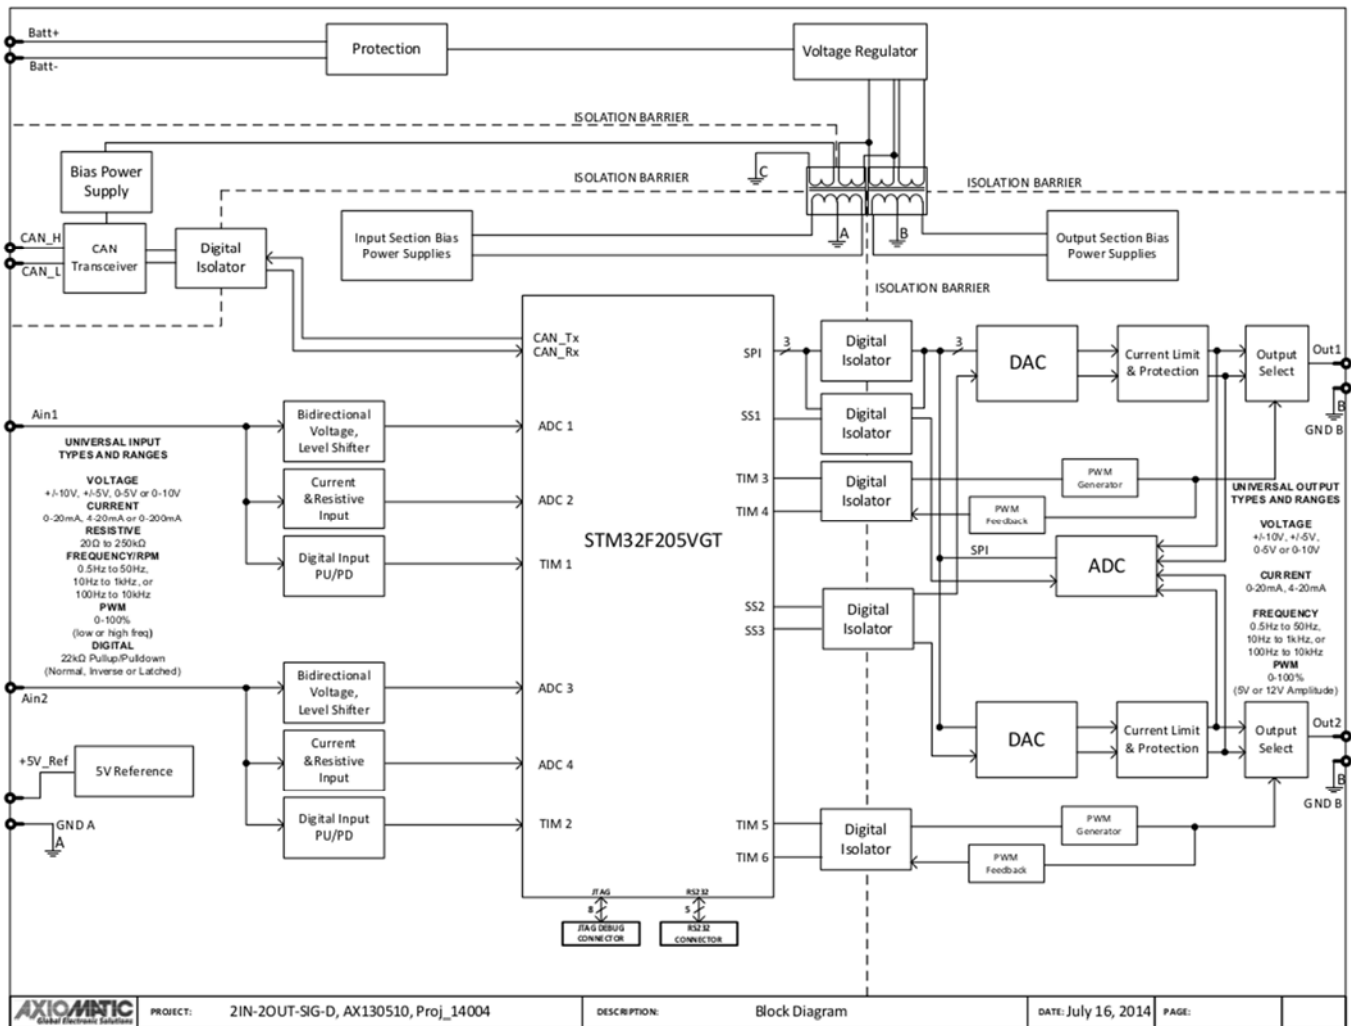 Batt+
Batt-
Protection
Voltage Regulator
ISOLATION BARRIER
ISOLATION BARRIER
ISOLATION BARRIER
C
Bias Power
Supply
CAN_H
CAN_L
CAN
Transceiver
Digital
Isolator
Input Section Bias
Power Supplies
A
B
Output Section Bias
Power Supplies
ISOLATION BARRIER
CAN_Tx
CAN_Rx
STM32F205VGT
SPI
3
Digital
Isolator
3
DAC
Current Limit
& Protection
Output
Select
Out1
B
GND B
Ain1
Bidirectional
Voltage,
Level Shifter
ADC 1
SS1
Digital
Isolator
UNIVERSAL INPUT
TYPES AND RANGES
VOLTAGE
+/-10V, +/-5V, 0-5V or 0-10V
CURRENT
0-20mA, 4-20mA or 0-200mA
RESISTIVE
20Ω to 250kΩ
FREQUENCY/RPM
0.5Hz to 50Hz,
10Hz to 1kHz, or
100Hz to 10kHz
PWM
0-100%
(low or high freq)
DIGITAL
22kΩ Pullup/Pulldown
(Normal, Inverse or Latched)
Current
&Resistive
Input
ADC 2
Digital Input
PU/PD
TIM 1
TIM 3
TIM 4
Digital
Isolator
PWM
Generator
PWM
Feedback
SPI
ADC
UNIVERSAL OUTPUT
TYPES AND RANGES
VOLTAGE
+/-10V, +/-5V,
0-5V or 0-10V
CURRENT
0-20mA, 4-20mA
FREQUENCY
0.5Hz to 50Hz,
10Hz to 1kHz, or
100Hz to 10kHz
PWM
0-100%
(5V or 12V Amplitude)
SS2
SS3
Digital
Isolator
Ain2
Bidirectional
Voltage,
Level Shifter
ADC 3
Current
&Resistive
Input
ADC 4
Digital Input
PU/PD
TIM 2
DAC
Current Limit
& Protection
Output
Select
Out2
B
GND B
+5V_Ref
5V Reference
GND A
A
TIM 5
TIM 6
Digital
Isolator
PWM
Generator
PWM
Feedback
JTAG
RS232
8
5
JTAG DEBUG
CONNECTOR
RS232
CONNECTOR
AXIOMATIC
Global Electronic Solutions
PROJECT: 2IN-2OUT-SIG-D, AX130510, Proj_14004
DESCRIPTION: Block Diagram
DATE: July 16, 2014
PAGE: